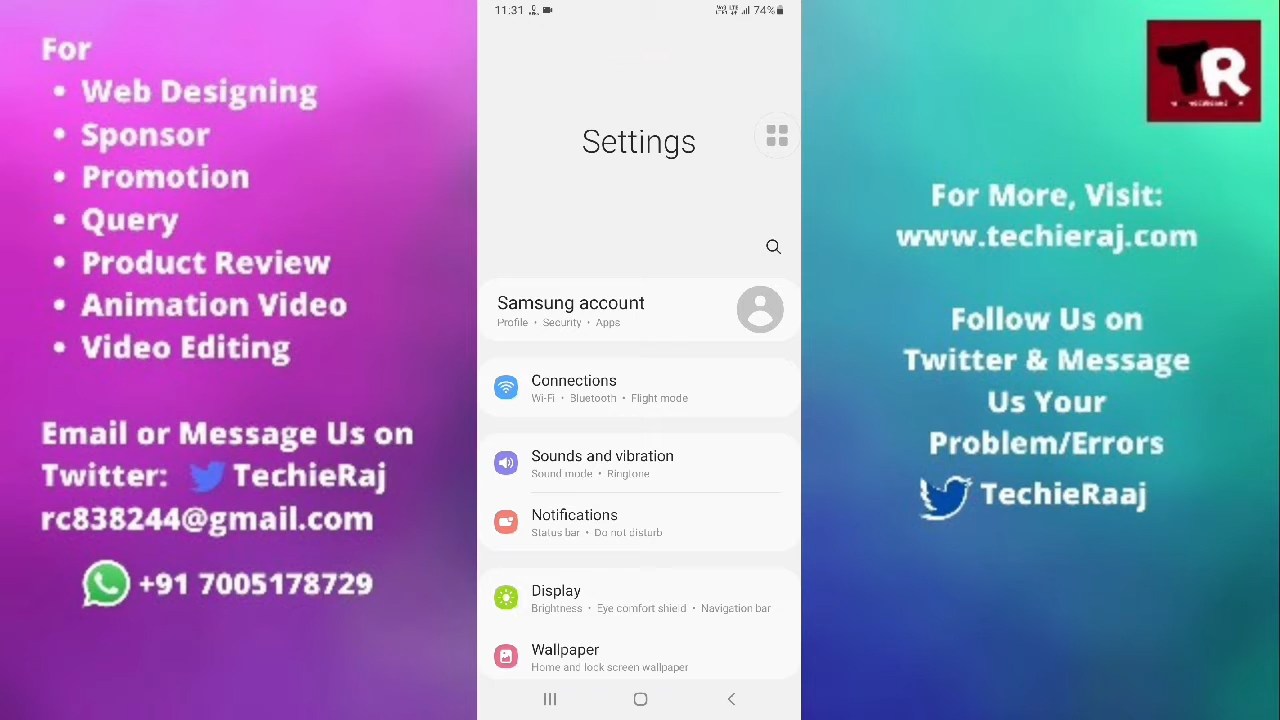 For
• Web Designing
• Sponsor
• Promotion
• Query
• Product Review
• Animation Video
• Video Editing
Email or Message Us on
Twitter: TechieRaj
rc838244@gmail.com
+91 7005178729
11:31
74%
Settings
Samsung account
Profile • Security • Apps
Connections
Wi-Fi • Bluetooth • Flight mode
Sounds and vibration
Sound mode • Ringtone
Notifications
Status bar • Do not disturb
Display
Brightness • Eye comfort shield • Navigation bar
Wallpaper
Home and lock screen wallpaper
TR
For More, Visit:
www.techieraj.com
Follow Us on
Twitter & Message
Us Your
Problem/Errors
TechieRaaj